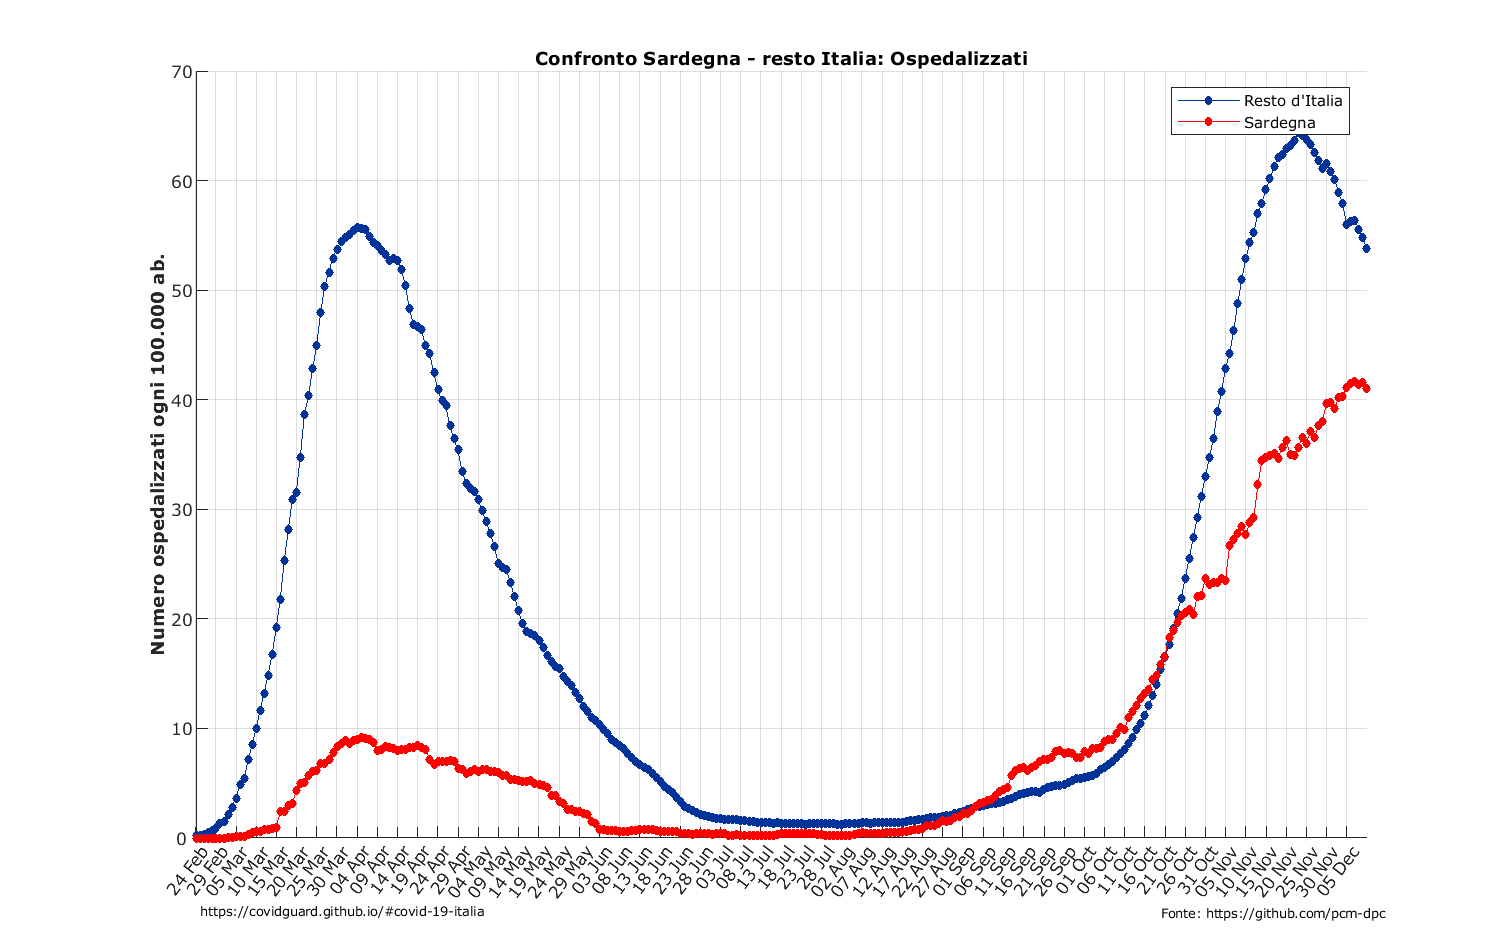 Confronto Sardegna - resto Italia: Ospedalizzati
Resto d'Italia
Sardegna
Numero ospedalizzati ogni 100.000 ab.
70
60
50
40
30
20
10
0
24 Feb
29 Feb
05 Mar
10 Mar
15 Mar
20 Mar
25 Mar
30 Mar
04 Apr
09 Apr
14 Apr
19 Apr
24 Apr
29 Apr
04 May
09 May
14 May
19 May
24 May
29 May
03 Jun
08 Jun
13 Jun
18 Jun
23 Jun
28 Jun
03 Jul
08 Jul
13 Jul
18 Jul
23 Jul
28 Jul
02 Aug
07 Aug
12 Aug
17 Aug
22 Aug
27 Aug
01 Sep
06 Sep
11 Sep
16 Sep
21 Sep
26 Sep
01 Oct
06 Oct
11 Oct
16 Oct
21 Oct
26 Oct
31 Oct
05 Nov
10 Nov
15 Nov
20 Nov
25 Nov
30 Nov
05 Dec
https://covidguard.github.io/#covid-19-italia
Fonte: https://github.com/pcm-dpc